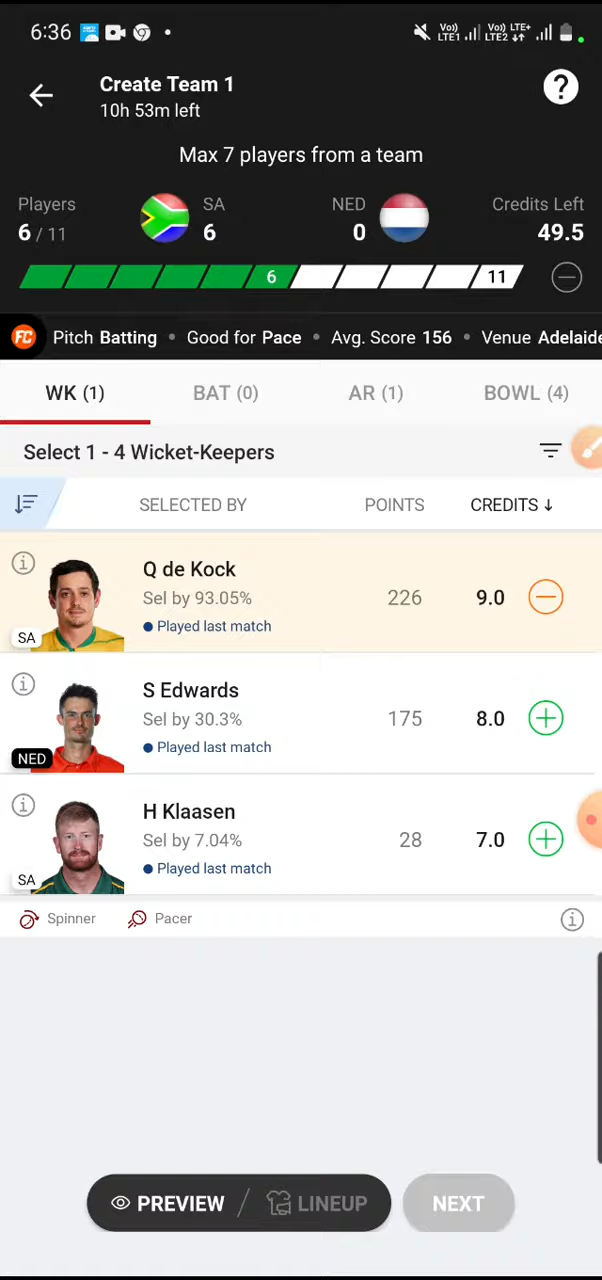 6:36
Vo) LTE1 Vo) LTE+ LTE2
Create Team 1
10h 53m left
?
Max 7 players from a team
Players SA NED Credits Left
6 / 11 6 0 49.5
6 11
FC Pitch Batting • Good for Pace • Avg. Score 156 • Venue Adelaide
WK (1) BAT (0) AR (1) BOWL (4)
Select 1 - 4 Wicket-Keepers
SELECTED BY POINTS CREDITS ↓
Q de Kock
Sel by 93.05% 226 9.0
Played last match
SA
S Edwards
Sel by 30.3% 175 8.0
Played last match
NED
H Klaasen
Sel by 7.04% 28 7.0
Played last match
SA
Spinner Pacer
PREVIEW / LINEUP NEXT